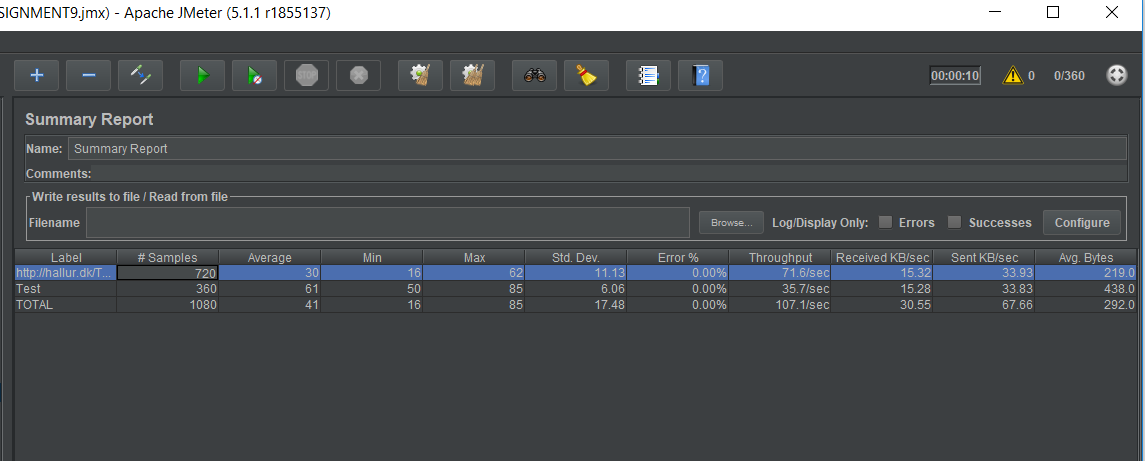 SIGNMENT9.jmx) - Apache JMeter (5.1.1 r1855137)
STOP 00:00:10 0 0/360
Summary Report
Name: Summary Report
Comments:
Write results to file / Read from file
Filename Browse... Log/Display Only: Errors Successes Configure
Label # Samples Average Min Max Std. Dev. Error % Throughput Received KB/sec Sent KB/sec Avg. Bytes
http://hallur.dk/T... 720 30 16 62 11.13 0.00% 71.6/sec 15.32 33.93 219.0
Test 360 61 50 85 6.06 0.00% 35.7/sec 15.28 33.83 438.0
TOTAL 1080 41 16 85 17.48 0.00% 107.1/sec 30.55 67.66 292.0